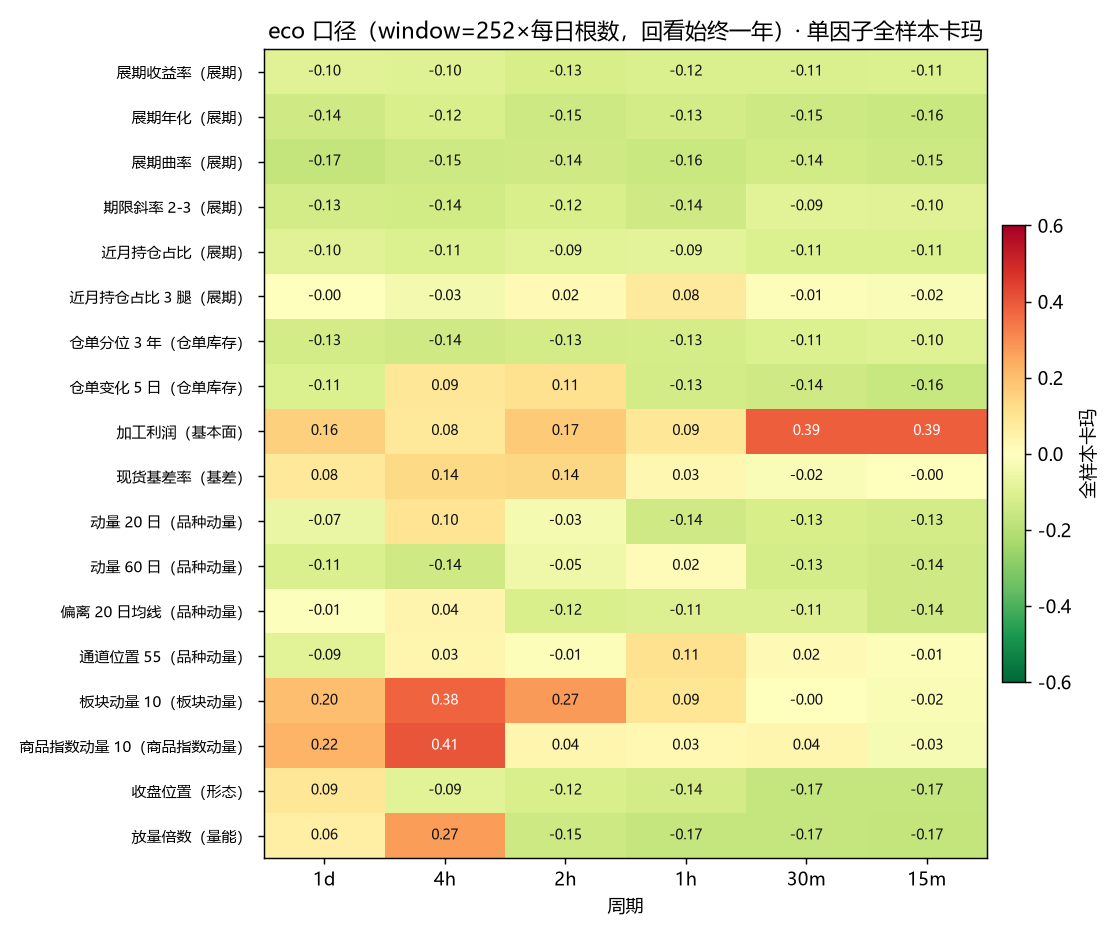 eco 口径（window=252×每日根数，回看始终一年）· 单因子全样本卡玛
展期收益率（展期） -0.10 -0.10 -0.13 -0.12 -0.11 -0.11
展期年化（展期） -0.14 -0.12 -0.15 -0.13 -0.15 -0.16
展期曲率（展期） -0.17 -0.15 -0.14 -0.16 -0.14 -0.15
期限斜率 2-3（展期） -0.13 -0.14 -0.12 -0.14 -0.09 -0.10
近月持仓占比（展期） -0.10 -0.11 -0.09 -0.09 -0.11 -0.11
近月持仓占比 3 腿（展期） -0.00 -0.03 0.02 0.08 -0.01 -0.02
仓单分位 3 年（仓单库存） -0.13 -0.14 -0.13 -0.13 -0.11 -0.10
仓单变化 5 日（仓单库存） -0.11 0.09 0.11 -0.13 -0.14 -0.16
加工利润（基本面） 0.16 0.08 0.17 0.09 0.39 0.39
现货基差率（基差） 0.08 0.14 0.14 0.03 -0.02 -0.00
动量 20 日（品种动量） -0.07 0.10 -0.03 -0.14 -0.13 -0.13
动量 60 日（品种动量） -0.11 -0.14 -0.05 0.02 -0.13 -0.14
偏离 20 日均线（品种动量） -0.01 0.04 -0.12 -0.11 -0.11 -0.14
通道位置 55（品种动量） -0.09 0.03 -0.01 0.11 0.02 -0.01
板块动量 10（板块动量） 0.20 0.38 0.27 0.09 -0.00 -0.02
商品指数动量 10（商品指数动量） 0.22 0.41 0.04 0.03 0.04 -0.03
收盘位置（形态） 0.09 -0.09 -0.12 -0.14 -0.17 -0.17
放量倍数（量能） 0.06 0.27 -0.15 -0.17 -0.17 -0.17
1d 4h 2h 1h 30m 15m
周期
0.6
0.4
0.2
0.0
-0.2
-0.4
-0.6
全样本卡玛